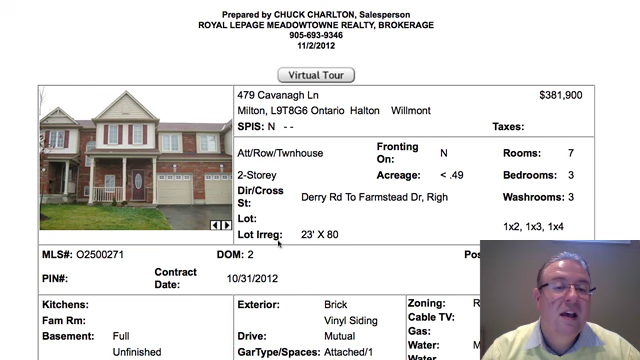 Prepared by CHUCK CHARLTON, Salesperson
ROYAL LEPAGE MEADOWTOWNE REALTY, BROKERAGE
905-693-9346
11/2/2012
Virtual Tour
479 Cavanagh Ln $381,900
Milton, L9T8G6 Ontario Halton Willmont
SPIS: N - - Taxes:
Att/Row/Twnhouse Fronting On: N Rooms: 7
2-Storey Acreage: < .49 Bedrooms: 3
Dir/Cross St: Derry Rd To Farmstead Dr, Righ Washrooms: 3
Lot: 1x2, 1x3, 1x4
Lot Irreg: 23' X 80
MLS#: O2500271 DOM: 2
PIN#: Contract Date: 10/31/2012
Kitchens: Exterior: Brick Zoning:
Fam Rm: Vinyl Siding Cable TV:
Basement: Full Drive: Mutual Gas:
Unfinished GarType/Spaces: Attached/1 Water: